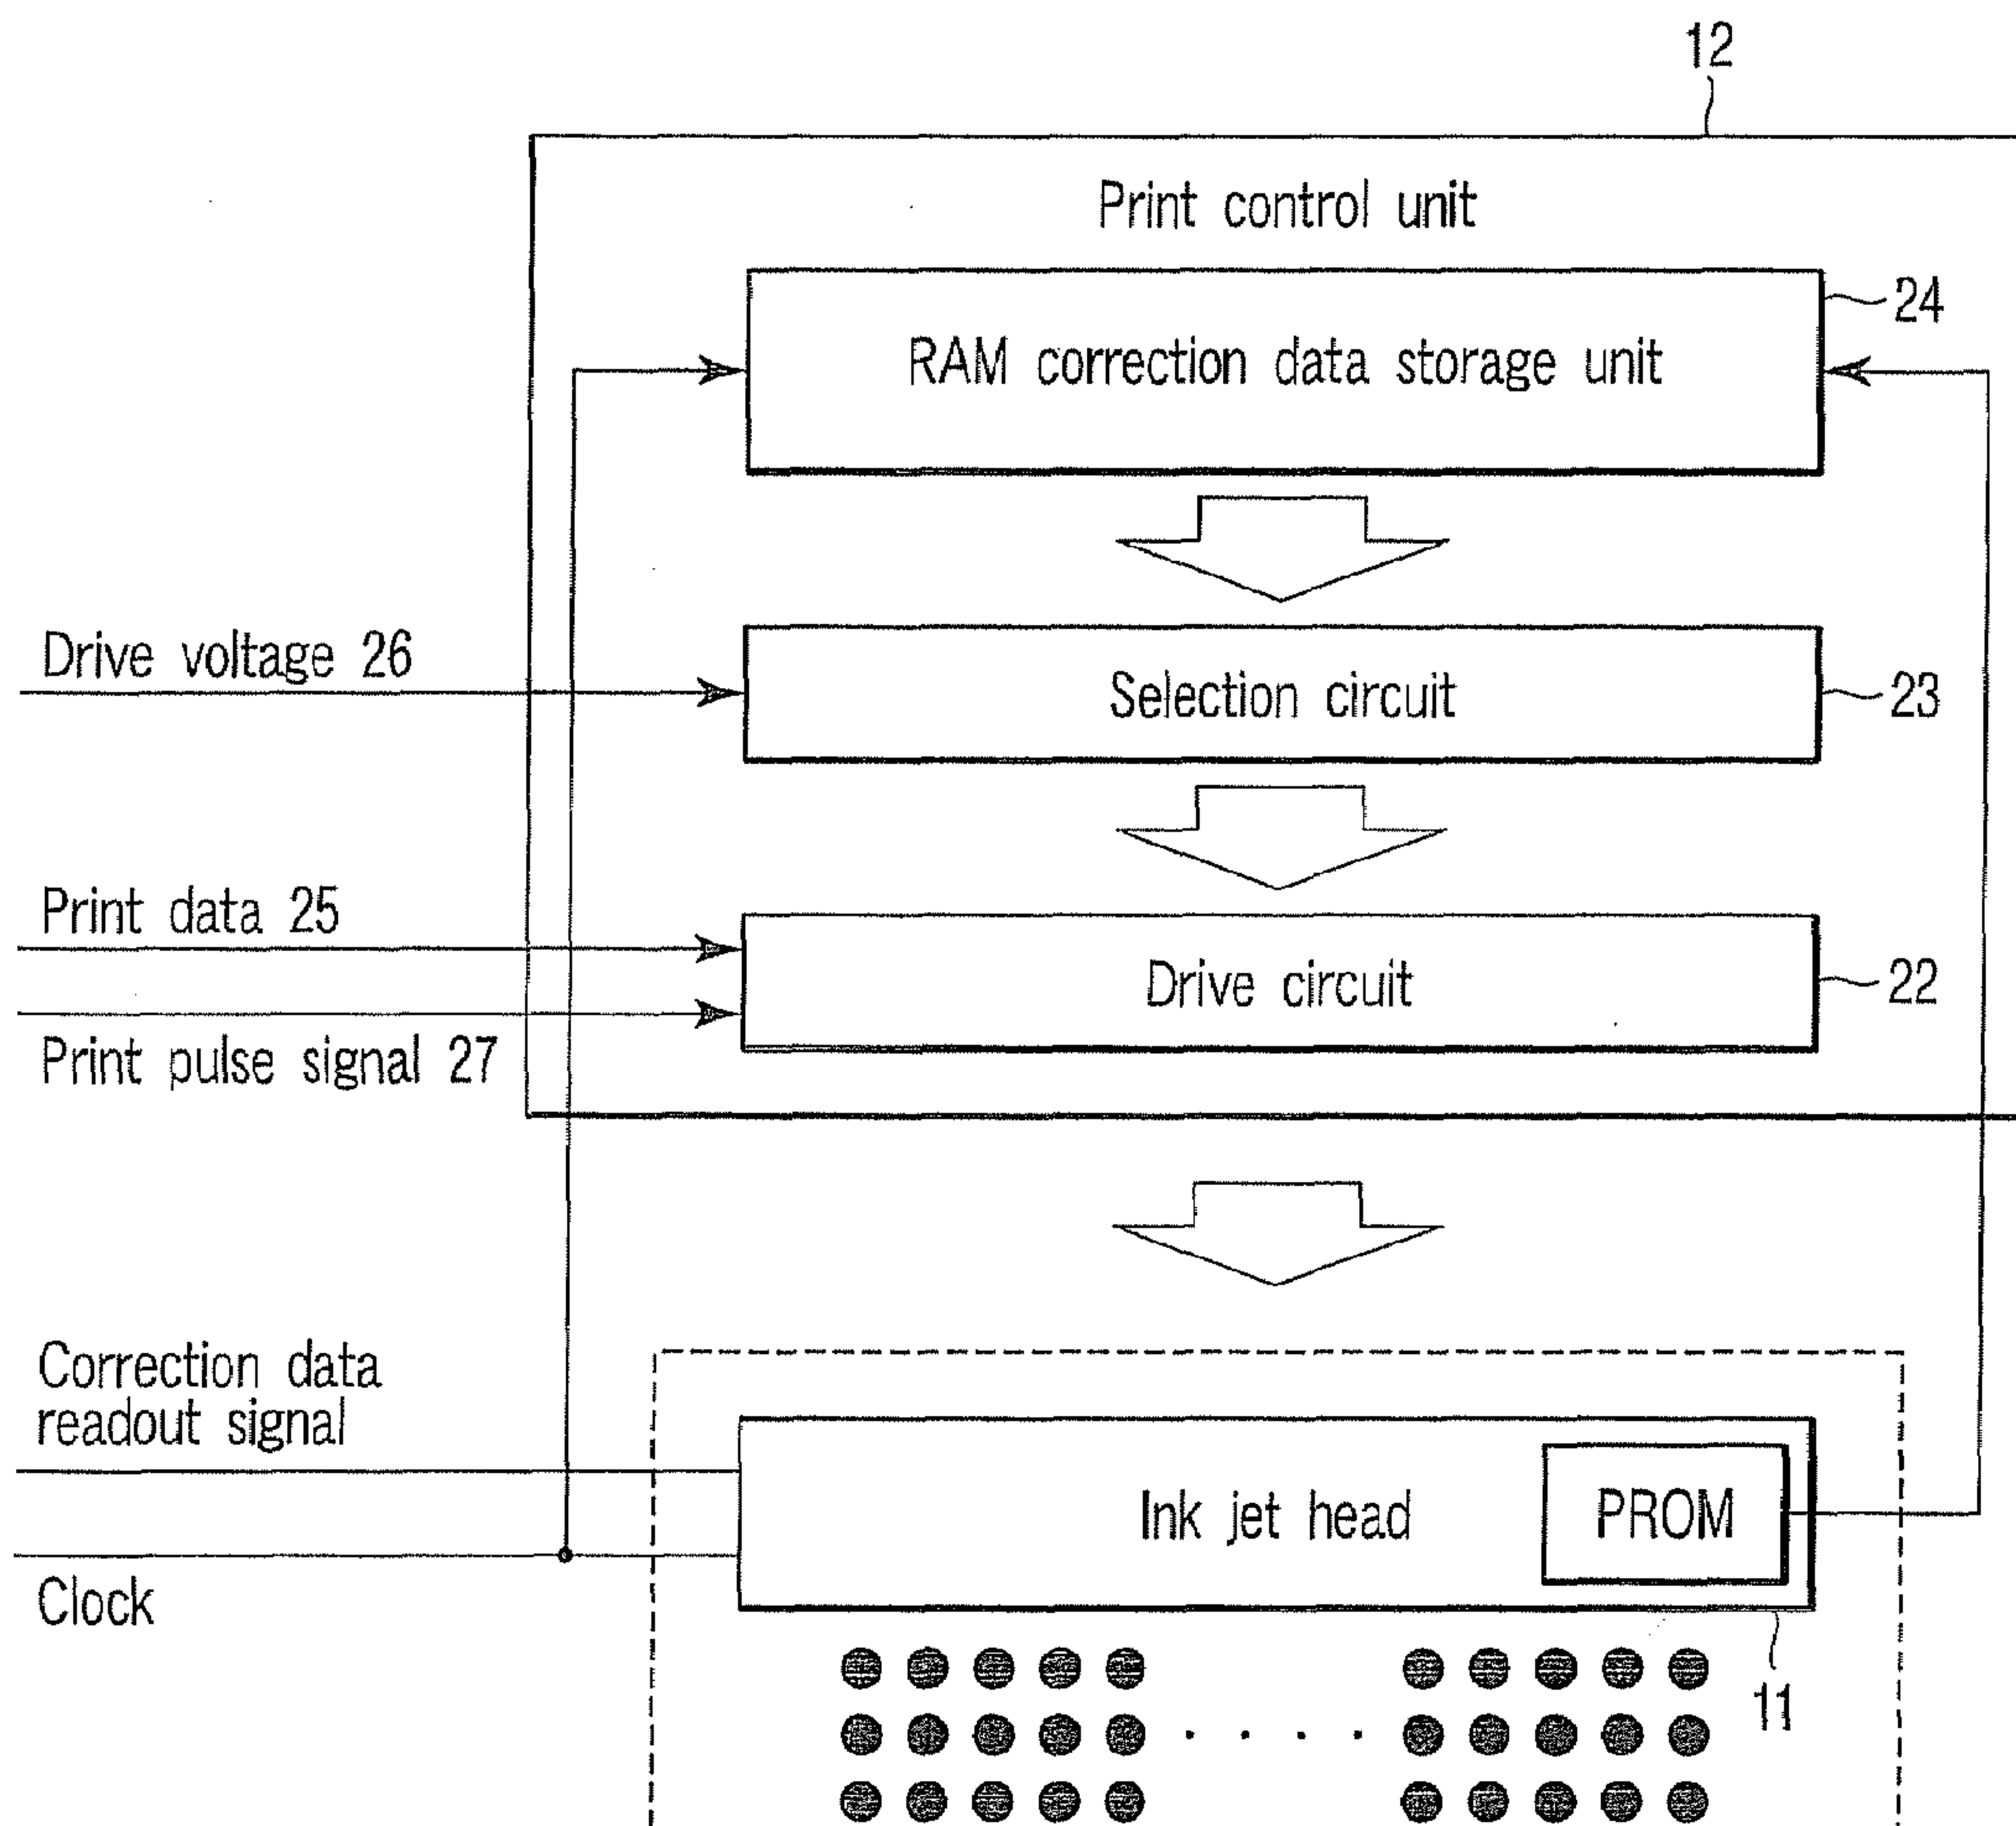 12
Print control unit
24
RAM correction data storage unit
Drive voltage 26
Selection circuit
23
Print data 25
Drive circuit
22
Print pulse signal 27
Correction data
readout signal
Ink jet head
PROM
Clock
11